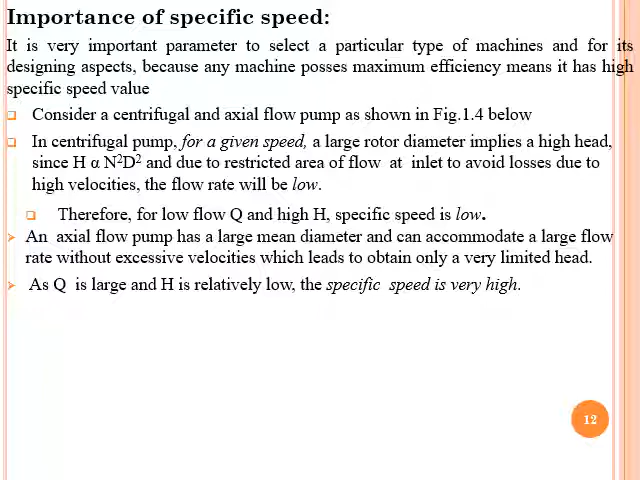 Importance of specific speed:
It is very important parameter to select a particular type of machines and for its
designing aspects, because any machine posses maximum efficiency means it has high
specific speed value
Consider a centrifugal and axial flow pump as shown in Fig.1.4 below
In centrifugal pump, for a given speed, a large rotor diameter implies a high head,
since H α N²D² and due to restricted area of flow at inlet to avoid losses due to
high velocities, the flow rate will be low.
Therefore, for low flow Q and high H, specific speed is low.
An axial flow pump has a large mean diameter and can accommodate a large flow
rate without excessive velocities which leads to obtain only a very limited head.
As Q is large and H is relatively low, the specific speed is very high.
12